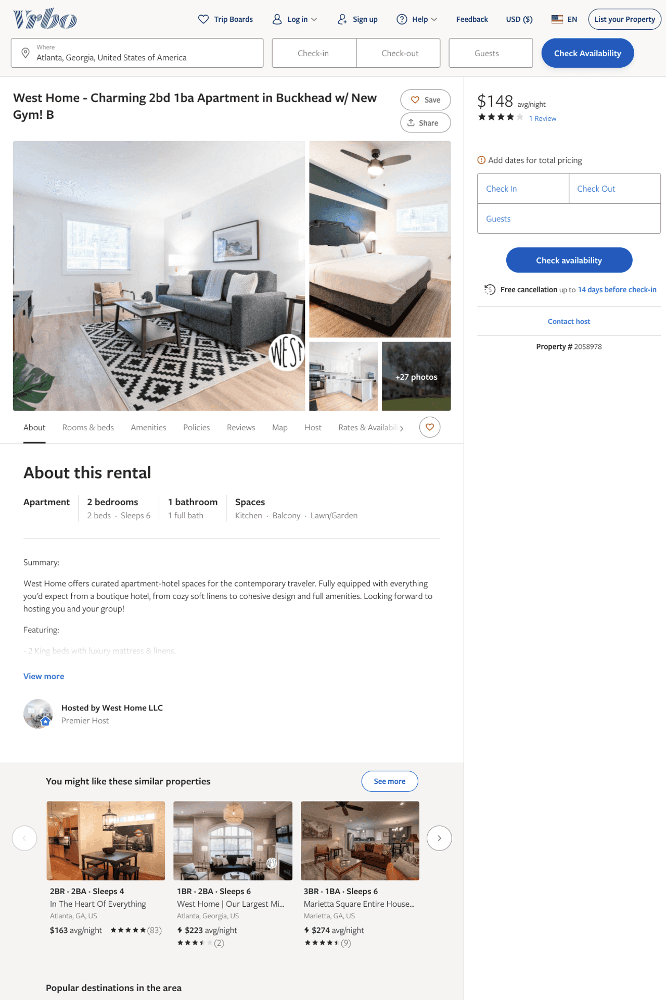 Vrbo
Trip Boards
Log in
Sign up
Help
Feedback
USD ($)
EN
List your Property
Where
Atlanta, Georgia, United States of America
Check-in
Check-out
Guests
Check Availability
West Home - Charming 2bd 1ba Apartment in Buckhead w/ New
Gym! B
Save
Share
WEST
+27 photos
$148 avg/night
1 Review
Add dates for total pricing
Check In
Check Out
Guests
Check availability
Free cancellation up to 14 days before check-in
Contact host
Property # 2058978
About
Rooms & beds
Amenities
Policies
Reviews
Map
Host
Rates & Availabili
About this rental
Apartment
2 bedrooms
2 beds · Sleeps 6
1 bathroom
1 full bath
Spaces
Kitchen · Balcony · Lawn/Garden
Summary:
West Home offers curated apartment-hotel spaces for the contemporary traveler. Fully equipped with everything
you'd expect from a boutique hotel, from cozy soft linens to cohesive design and full amenities. Looking forward to
hosting you and your group!
Featuring:
- 2 King beds with luxury mattress & linens.
View more
Hosted by West Home LLC
Premier Host
You might like these similar properties
See more
WEST
2BR · 2BA · Sleeps 4
In The Heart Of Everything
Atlanta, GA, US
$163 avg/night
(83)
1BR · 2BA · Sleeps 6
West Home | Our Largest Mi...
Atlanta, Georgia, US
$223 avg/night
(2)
3BR · 1BA · Sleeps 6
Marietta Square Entire House...
Marietta, GA, US
$274 avg/night
(9)
Popular destinations in the area